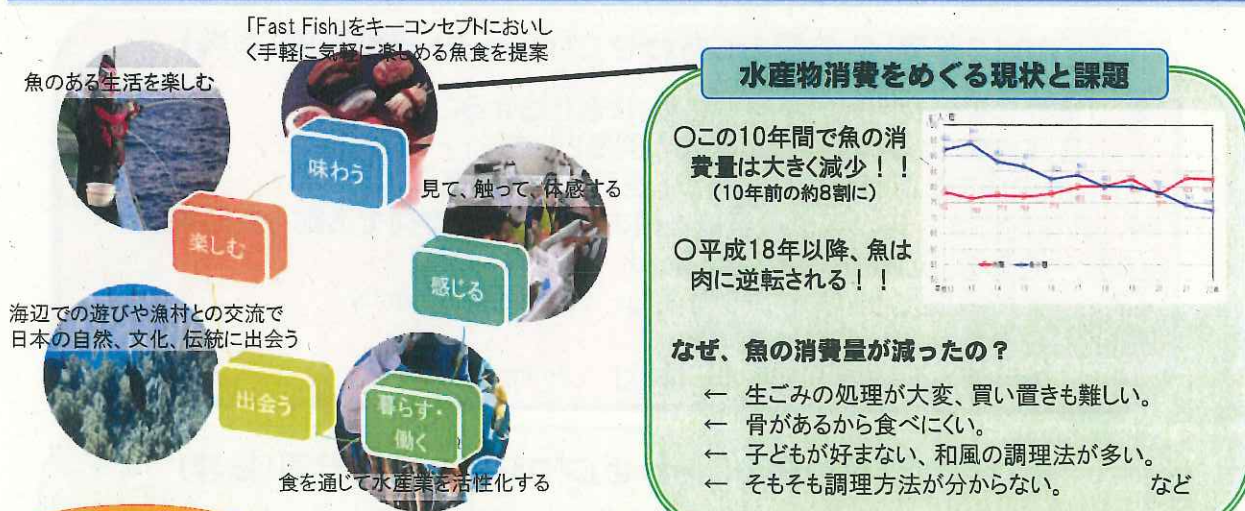 「Fast Fish」をキーコンセプトにおいし
く手軽に気軽に楽しめる魚食を提案
魚のある生活を楽しむ
味わう
見て、触って、体感する
楽しむ
感じる
海辺での遊びや漁村との交流で
日本の自然、文化、伝統に出会う
出会う
暮らす・
働く
食を通じて水産業を活性化する
水産物消費をめぐる現状と課題
○この10年間で魚の消
費量は大きく減少！！
(10年前の約8割に)
○平成18年以降、魚は
肉に逆転される！！
なぜ、魚の消費量が減ったの？
← 生ごみの処理が大変、買い置きも難しい。
← 骨があるから食べにくい。
← 子どもが好まない、和風の調理法が多い。
← そもそも調理方法が分からない。 など